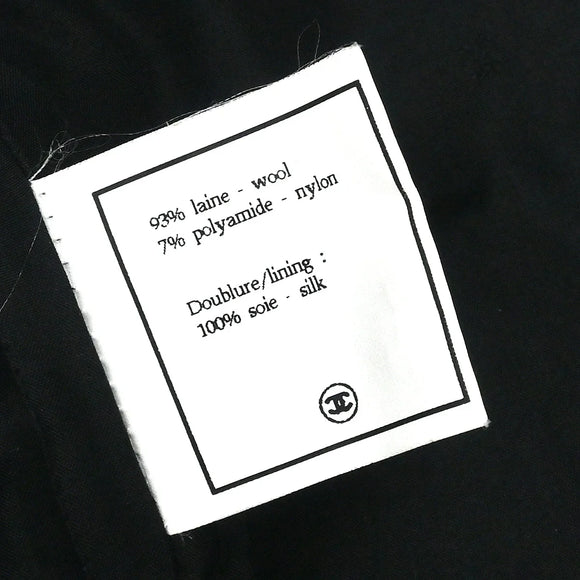 93% laine - wool
7% polyamide - nylon
Doublure/lining :
100% soie - silk